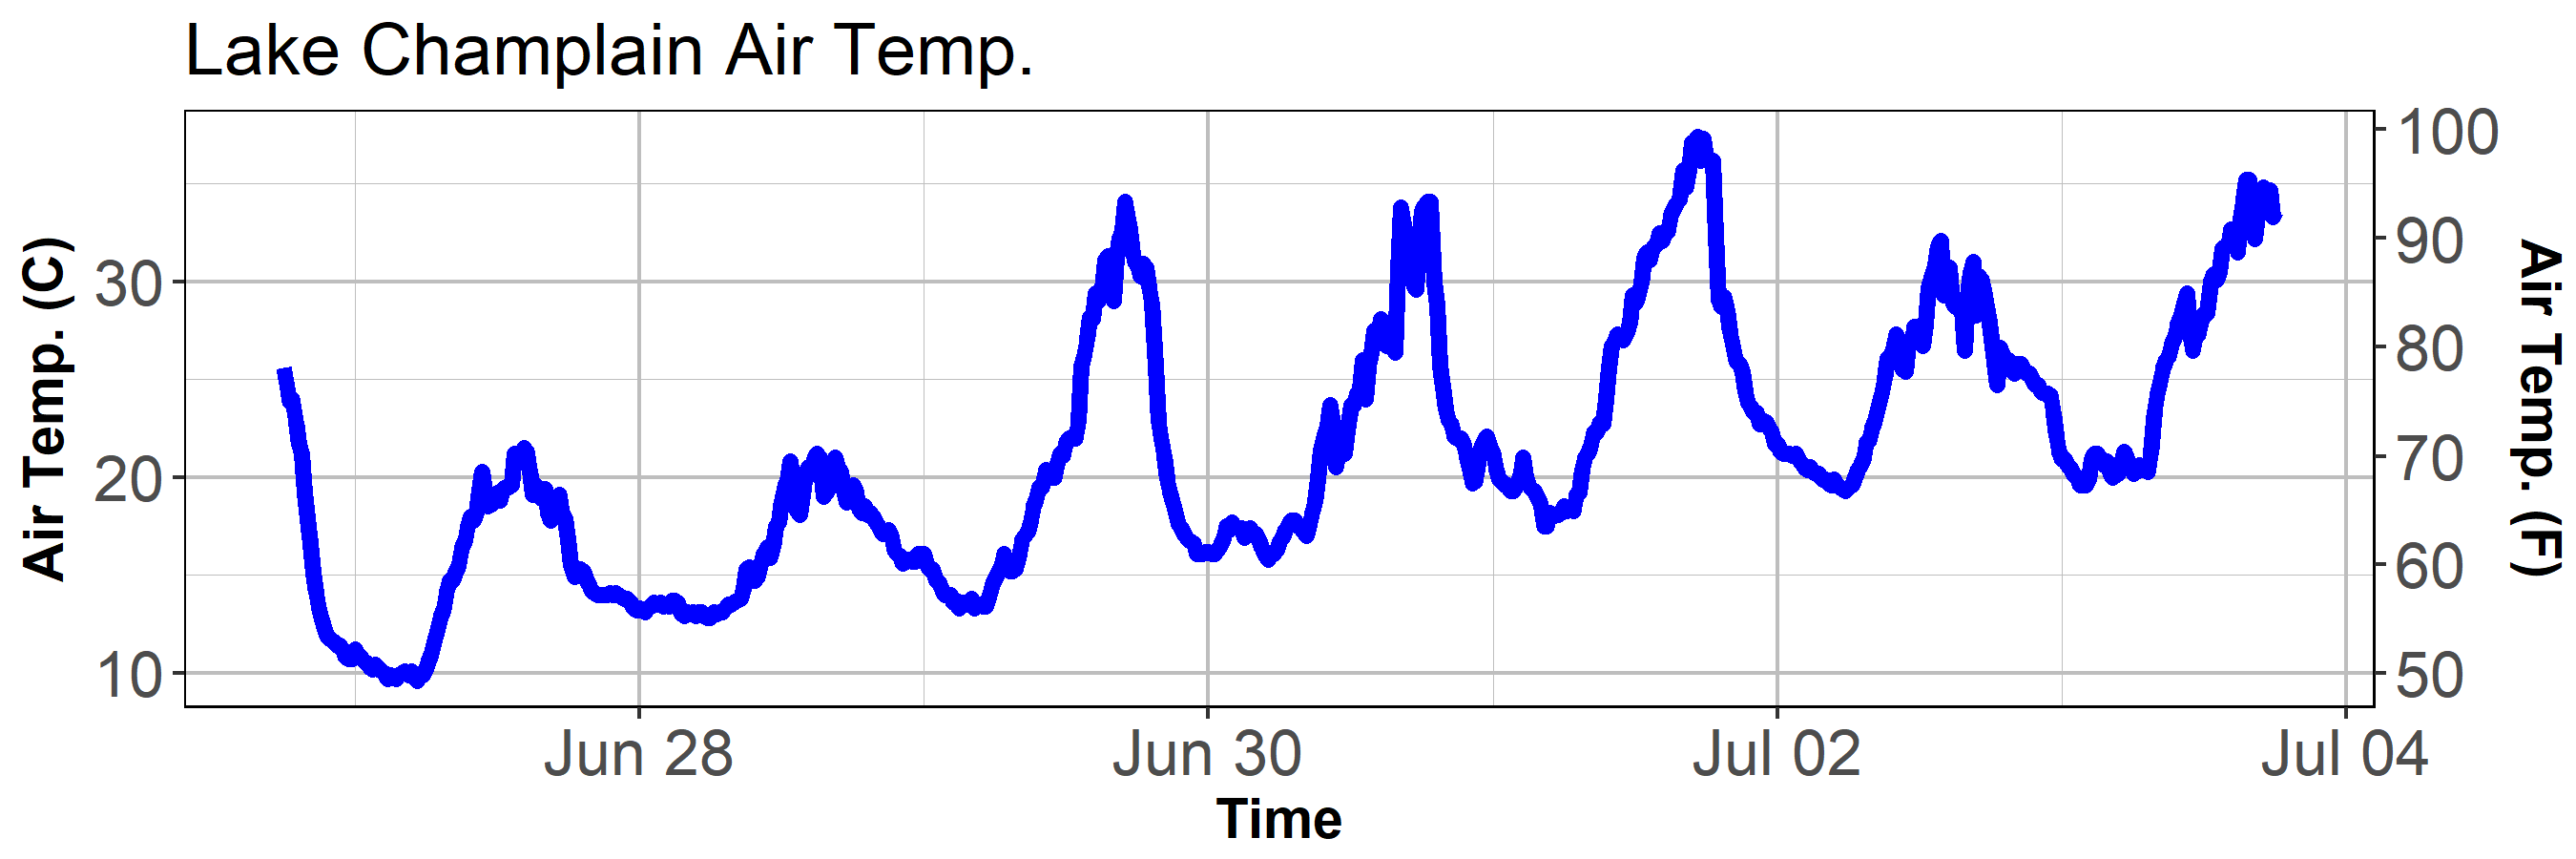 Lake Champlain Air Temp.
Air Temp. (C)
30
20
10
100
90
80
70
60
50
Air Temp. (F)
Jun 28 Jun 30 Jul 02 Jul 04
Time